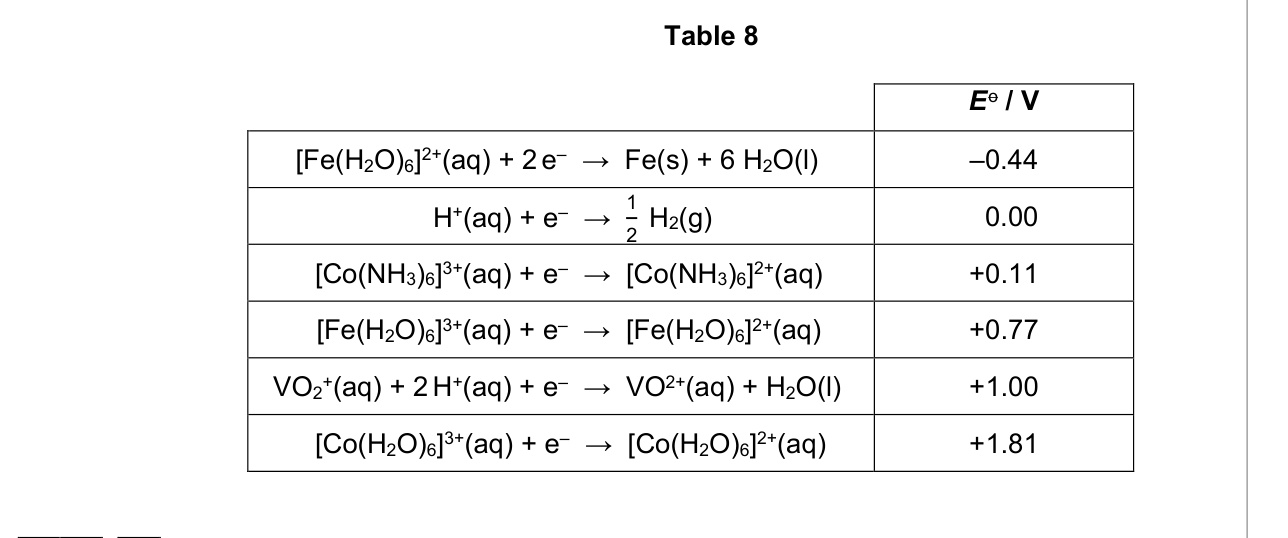 Table 8
E⦵ / V
[Fe(H₂O)₆]²⁺(aq) + 2 e⁻ → Fe(s) + 6 H₂O(l) –0.44
H⁺(aq) + e⁻ → 1/2 H₂(g) 0.00
[Co(NH₃)₆]³⁺(aq) + e⁻ → [Co(NH₃)₆]²⁺(aq) +0.11
[Fe(H₂O)₆]³⁺(aq) + e⁻ → [Fe(H₂O)₆]²⁺(aq) +0.77
VO₂⁺(aq) + 2 H⁺(aq) + e⁻ → VO²⁺(aq) + H₂O(l) +1.00
[Co(H₂O)₆]³⁺(aq) + e⁻ → [Co(H₂O)₆]²⁺(aq) +1.81